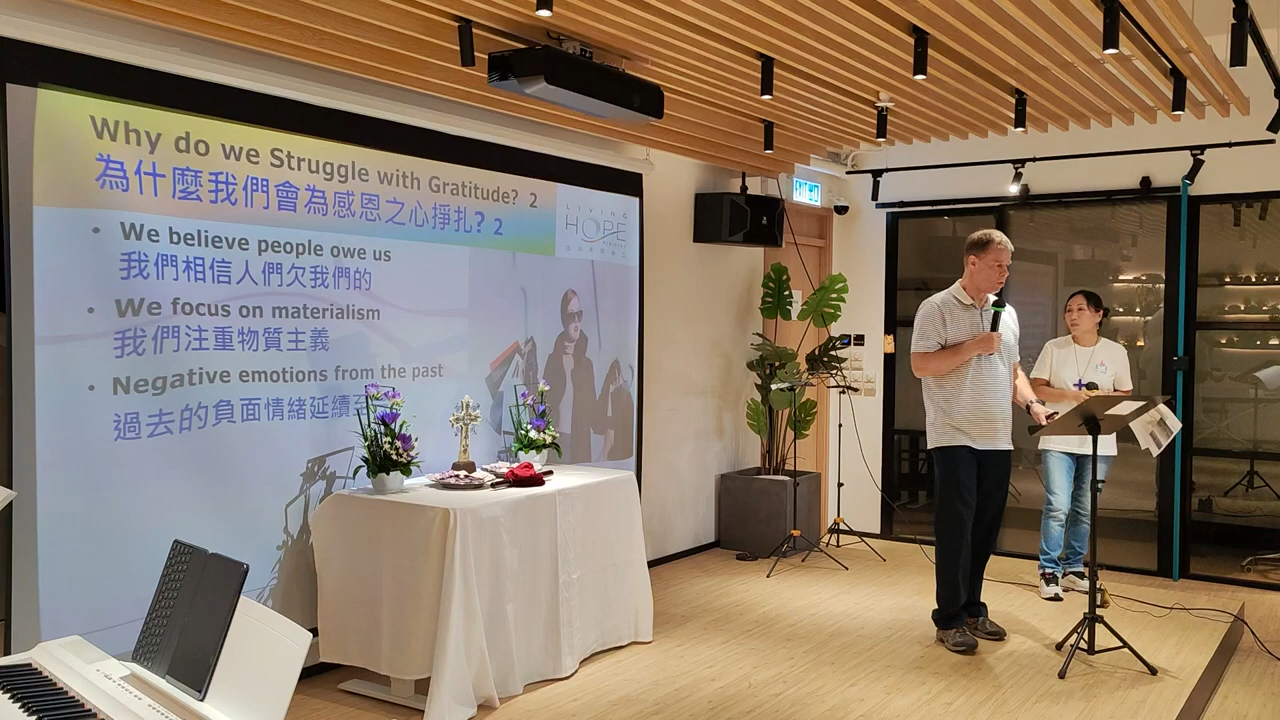 Why do we Struggle with Gratitude? 2
為什麼我們會為感恩之心掙扎? 2
LIVING
HOPE
• We believe people owe us
我們相信人們欠我們的
• We focus on materialism
我們注重物質主義
• Negative emotions from the past
過去的負面情緒延續
EXIT